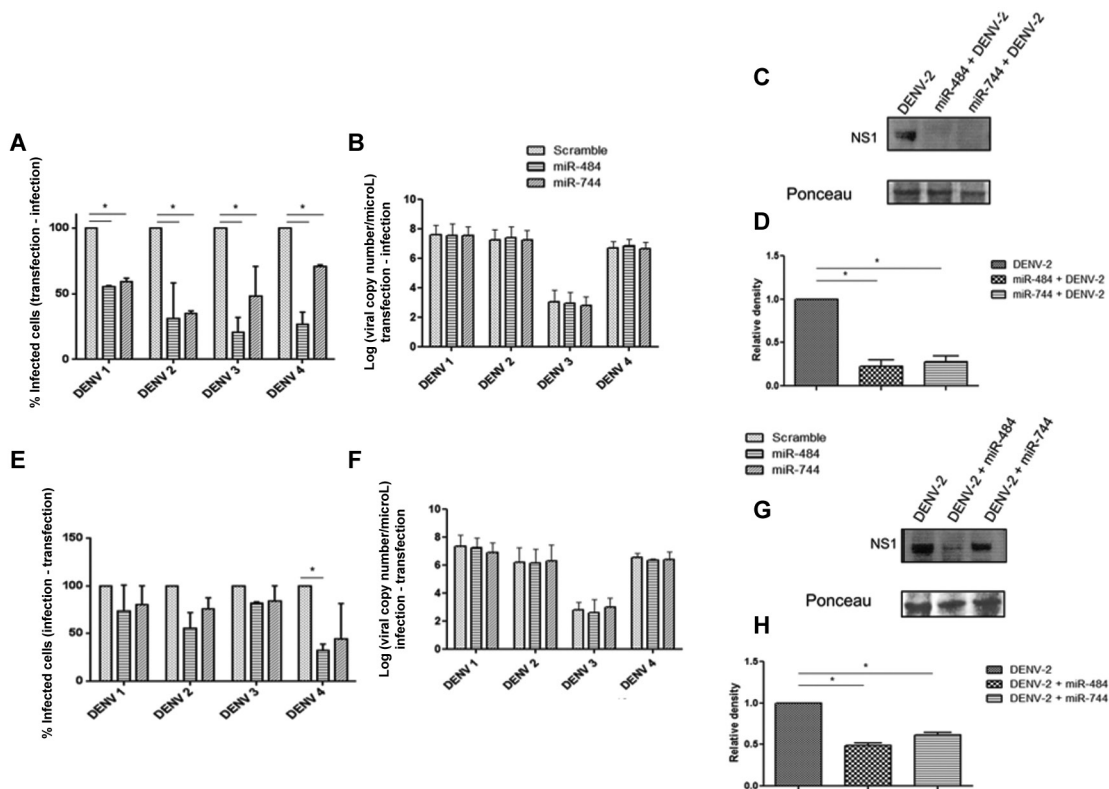 A
% Infected cells (transfection - infection)
100
50
0
*
*
*
*
DENV 1
DENV 2
DENV 3
DENV 4
B
Scramble
miR-484
miR-744
Log (viral copy number/microL)
transfection - infection
10
8
6
4
2
0
DENV 1
DENV 2
DENV 3
DENV 4
C
DENV-2
miR-484 + DENV-2
miR-744 + DENV-2
NS1
Ponceau
D
Relative density
1.5
1.0
0.5
0.0
*
*
DENV-2
miR-484 + DENV-2
miR-744 + DENV-2
E
% Infected cells (infection - transfection)
150
100
50
0
*
DENV 1
DENV 2
DENV 3
DENV 4
F
Scramble
miR-484
miR-744
Log (viral copy number/microL)
infection - transfection
10
8
6
4
2
0
DENV 1
DENV 2
DENV 3
DENV 4
G
DENV-2
DENV-2 + miR-484
DENV-2 + miR-744
NS1
Ponceau
H
Relative density
1.5
1.0
0.5
0.0
*
*
DENV-2
DENV-2 + miR-484
DENV-2 + miR-744